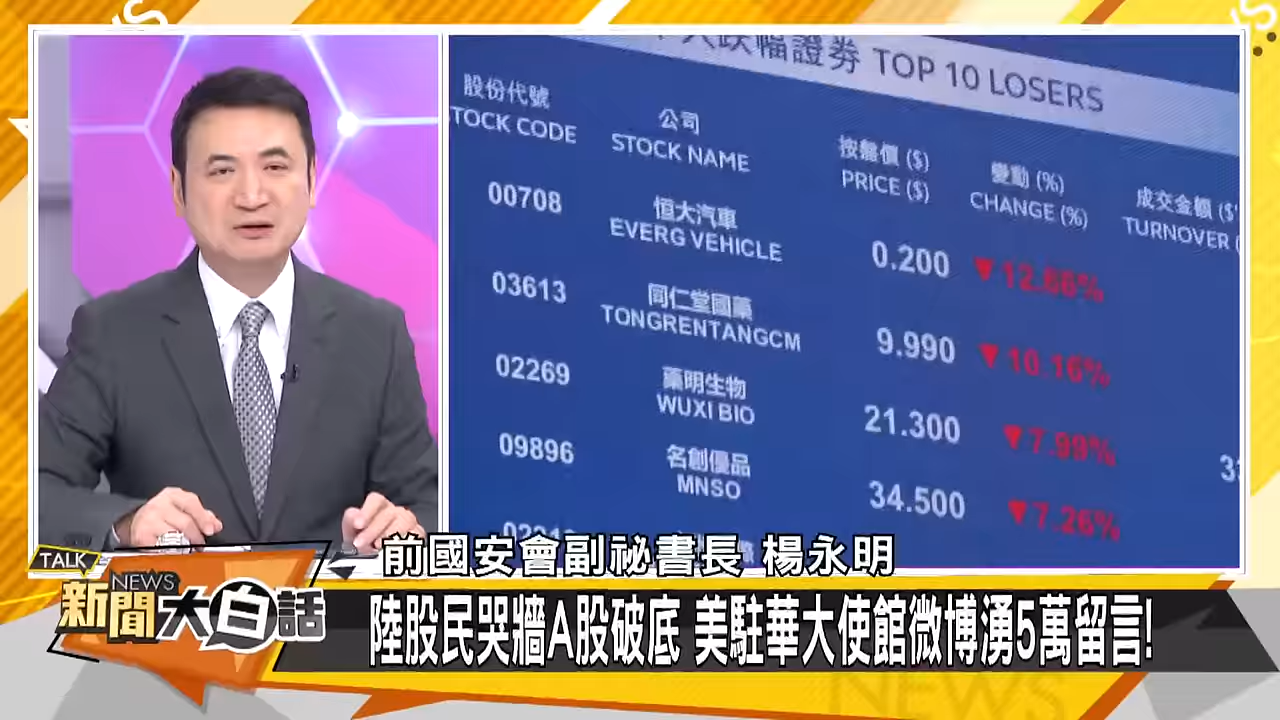 大跌幅證券 TOP 10 LOSERS
股份代號 公司 按盤價 ($) 變動 (%) 成交金額 ($
STOCK CODE STOCK NAME PRICE ($) CHANGE (%) TURNOVER (
00708 恒大汽車 EVERG VEHICLE 0.200 ▼12.66%
03613 同仁堂國藥 TONGRENTANGCM 9.990 ▼10.16%
02269 藥明生物 WUXI BIO 21.300 ▼7.99%
09896 名創優品 MNSO 34.500 ▼7.26%
前國安會副祕書長 楊永明
TALK
NEWS
新聞大白話
陸股民哭牆A股破底 美駐華大使館微博湧5萬留言!
NEWS